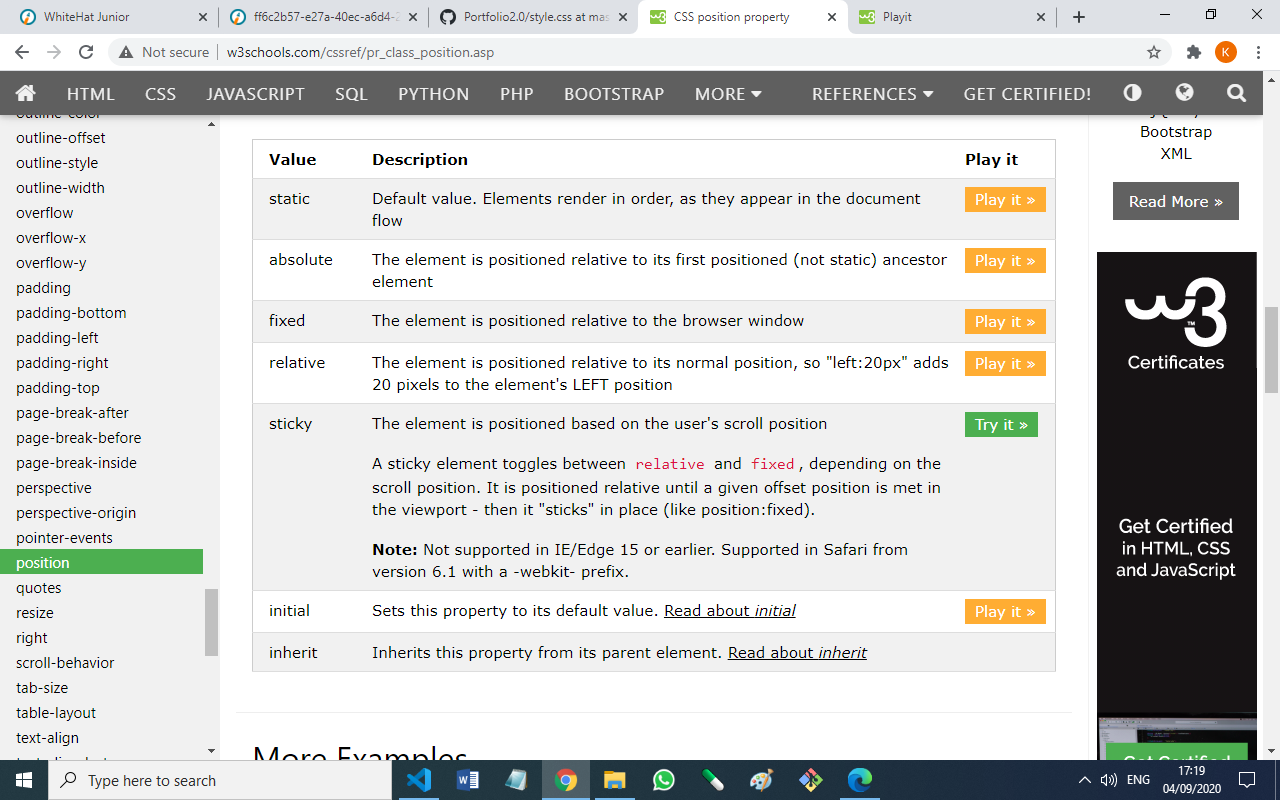 WhiteHat Junior
ff6c2b57-e27a-40ec-a6d4-2
Portfolio2.0/style.css at mas
CSS position property
Playit
Not secure
w3schools.com/cssref/pr_class_position.asp
K
HTML
CSS
JAVASCRIPT
SQL
PYTHON
PHP
BOOTSTRAP
MORE
REFERENCES
GET CERTIFIED!
outline-color
outline-offset
outline-style
outline-width
overflow
overflow-x
overflow-y
padding
padding-bottom
padding-left
padding-right
padding-top
page-break-after
page-break-before
page-break-inside
perspective
perspective-origin
pointer-events
position
quotes
resize
right
scroll-behavior
tab-size
table-layout
text-align
Value Description Play it
static Default value. Elements render in order, as they appear in the document Play it »
flow
absolute The element is positioned relative to its first positioned (not static) ancestor Play it »
element
fixed The element is positioned relative to the browser window Play it »
relative The element is positioned relative to its normal position, so "left:20px" adds Play it »
20 pixels to the element's LEFT position
sticky The element is positioned based on the user's scroll position Try it »
A sticky element toggles between relative and fixed, depending on the
scroll position. It is positioned relative until a given offset position is met in
the viewport - then it "sticks" in place (like position:fixed).
Note: Not supported in IE/Edge 15 or earlier. Supported in Safari from
version 6.1 with a -webkit- prefix.
initial Sets this property to its default value. Read about initial Play it »
inherit Inherits this property from its parent element. Read about inherit
More Examples
Bootstrap
XML
Read More »
w3
TM
Certificates
Get Certified
in HTML, CSS
and JavaScript
Get Certified
Type here to search
ENG
17:19
04/09/2020